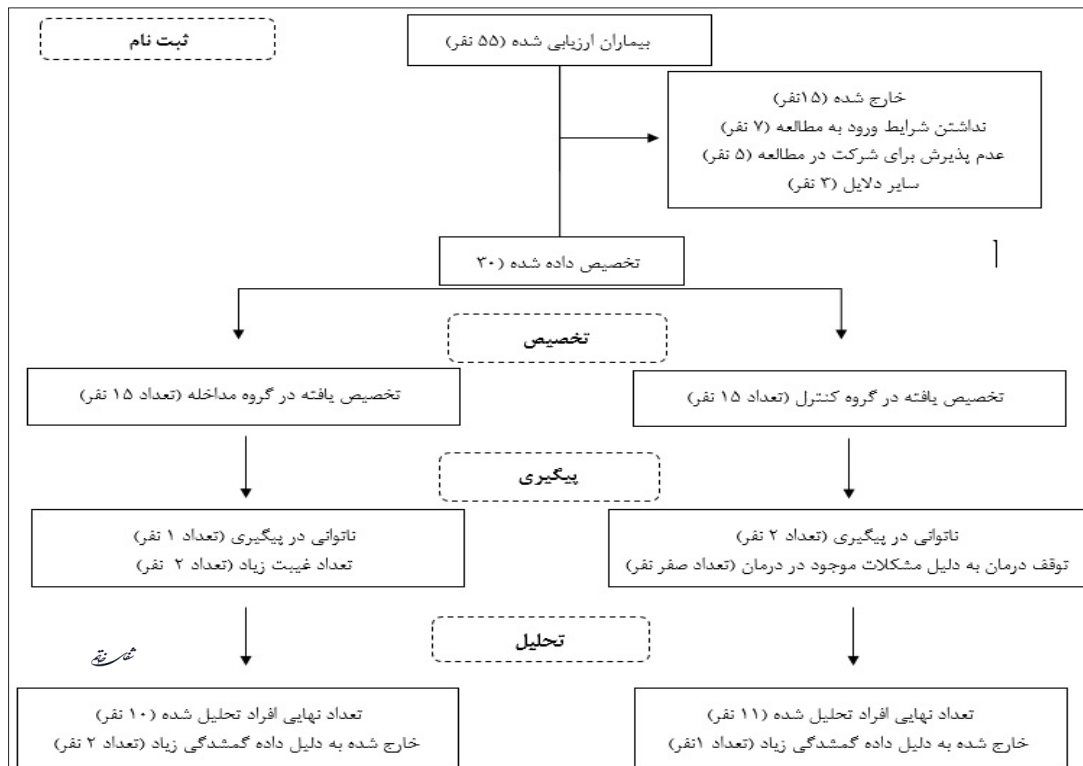 ثبت نام
بیماران ارزیابی شده (۵۵ نفر)
خارج شده (۱۵نفر)
نداشتن شرایط ورود به مطالعه (۷ نفر)
عدم پذیرش برای شرکت در مطالعه (۵ نفر)
سایر دلایل (۳ نفر)
تخصیص داده شده (۳۰
تخصیص
تخصیص یافته در گروه کنترل (تعداد ۱۵ نفر)
تخصیص یافته در گروه مداخله (تعداد ۱۵ نفر)
پیگیری
ناتوانی در پیگیری (تعداد ۲ نفر)
توقف درمان به دلیل مشکلات موجود در درمان (تعداد صفر نفر)
ناتوانی در پیگیری (تعداد ۱ نفر)
تعداد غیبت زیاد (تعداد ۲ نفر)
تحلیل
شفای خاتم
تعداد نهایی افراد تحلیل شده (۱۱ نفر)
خارج شده به دلیل داده گمشدگی زیاد (تعداد ۱نفر)
تعداد نهایی افراد تحلیل شده (۱۰ نفر)
خارج شده به دلیل داده گمشدگی زیاد (تعداد ۲ نفر)